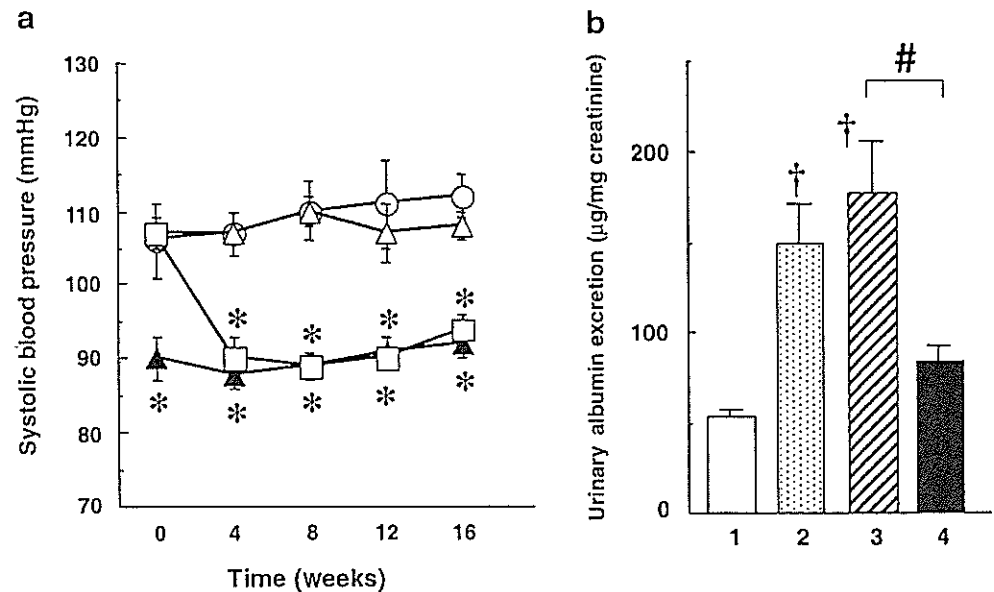 a
Systolic blood pressure (mmHg)
130
120
110
100
90
80
70
* * * *
* * * * *
0 4 8 12 16
Time (weeks)
b
Urinary albumin excretion (µg/mg creatinine)
200
100
0
#
†
†
1 2 3 4